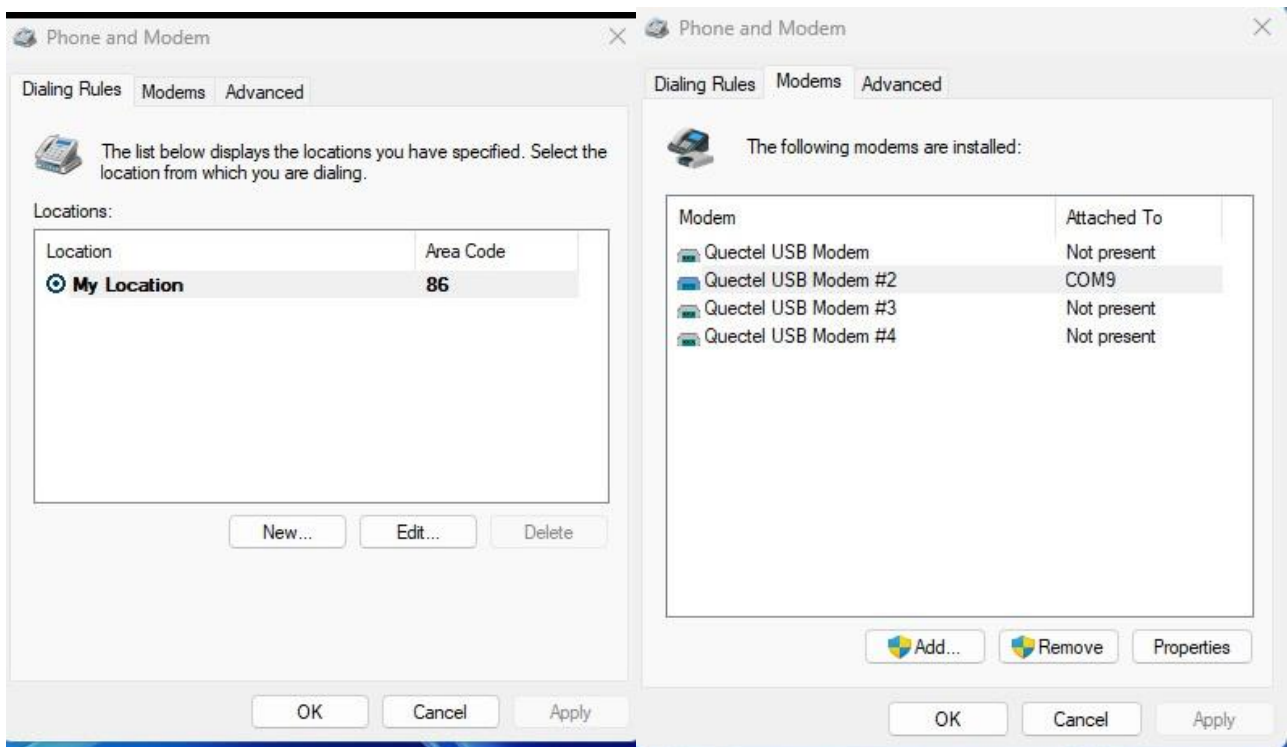 Phone and Modem
Dialing Rules Modems Advanced
The list below displays the locations you have specified. Select the
location from which you are dialing.
Locations:
Location Area Code
My Location 86
New... Edit... Delete
OK Cancel Apply
Phone and Modem
Dialing Rules Modems Advanced
The following modems are installed:
Modem Attached To
Quectel USB Modem Not present
Quectel USB Modem #2 COM9
Quectel USB Modem #3 Not present
Quectel USB Modem #4 Not present
Add... Remove Properties
OK Cancel Apply